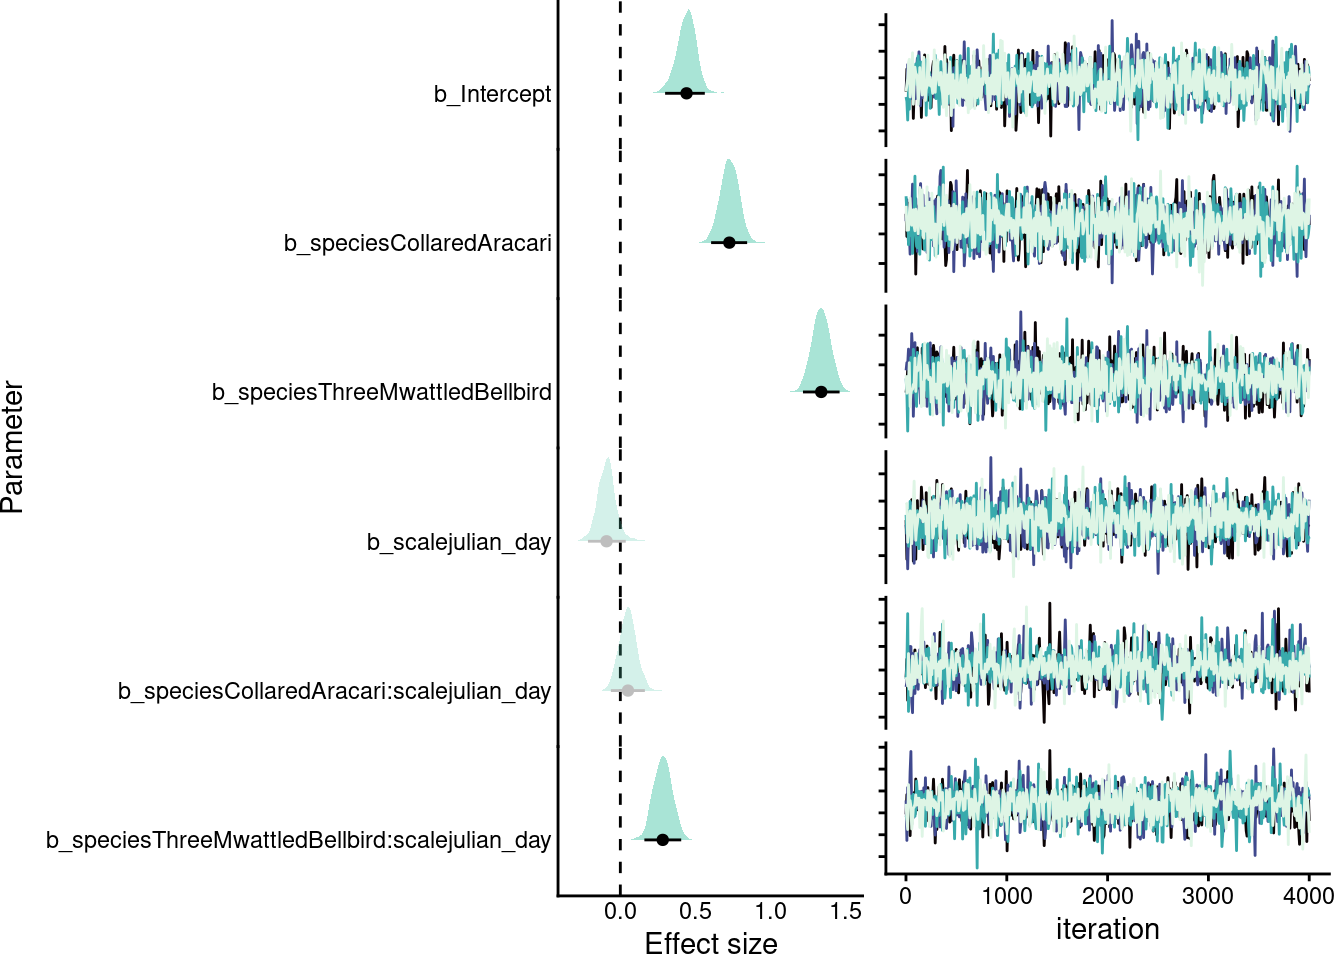 b_Intercept
b_speciesCollaredAracari
b_speciesThreeMwattledBellbird
b_scalejulian_day
b_speciesCollaredAracari:scalejulian_day
b_speciesThreeMwattledBellbird:scalejulian_day
Parameter
0.0 0.5 1.0 1.5
Effect size
0 1000 2000 3000 4000
iteration